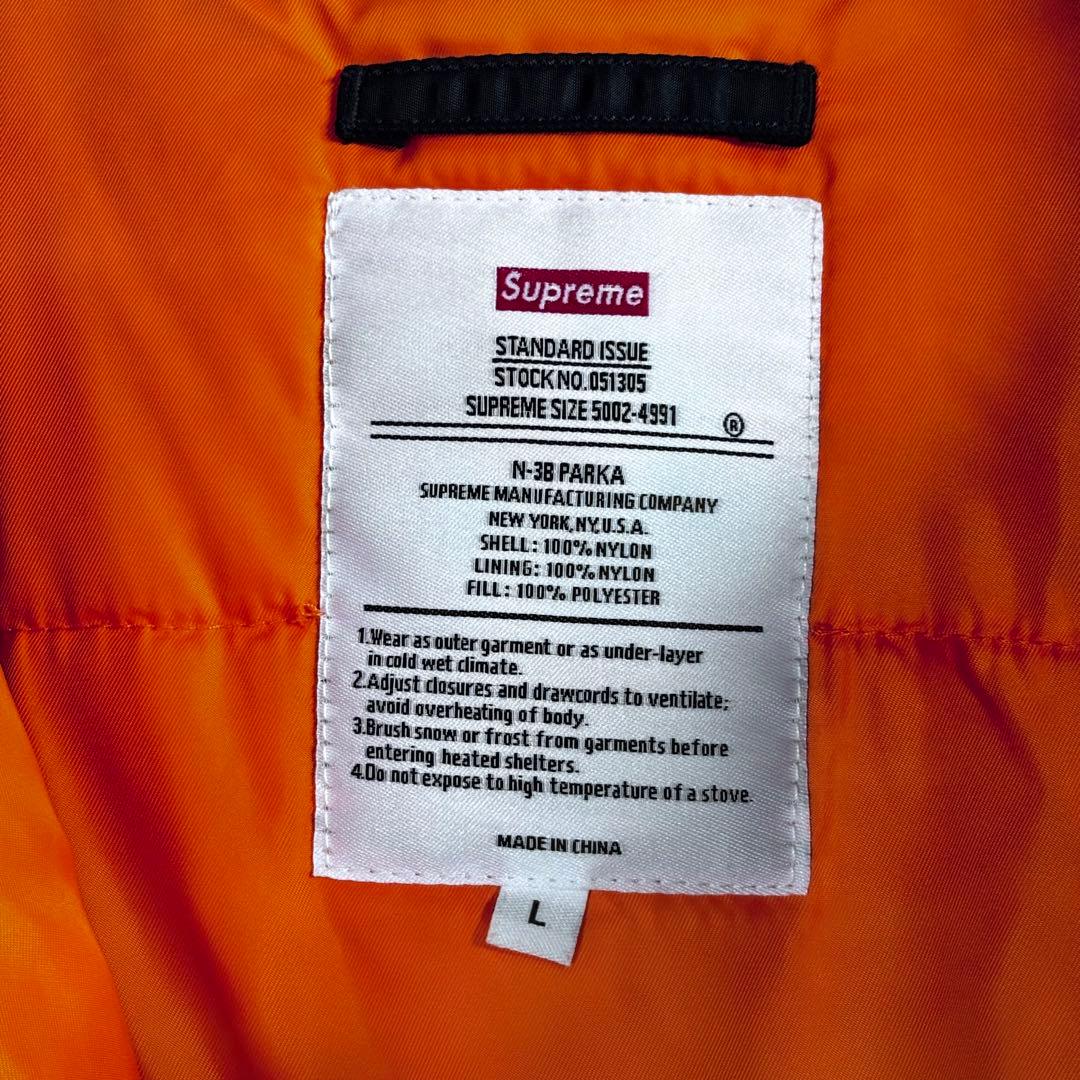 Supreme
STANDARD ISSUE
STOCK NO.051305
SUPREME SIZE 5002-4991
®
N-3B PARKA
SUPREME MANUFACTURING COMPANY
NEW YORK,NY,U.S.A.
SHELL: 100% NYLON
LINING: 100% NYLON
FILL: 100% POLYESTER
1.Wear as outer garment or as under-layer
in cold wet climate.
2.Adjust closures and drawcords to ventilate;
avoid overheating of body.
3.Brush snow or frost from garments before
entering heated shelters.
4.Do not expose to high temperature of a stove.
MADE IN CHINA
L